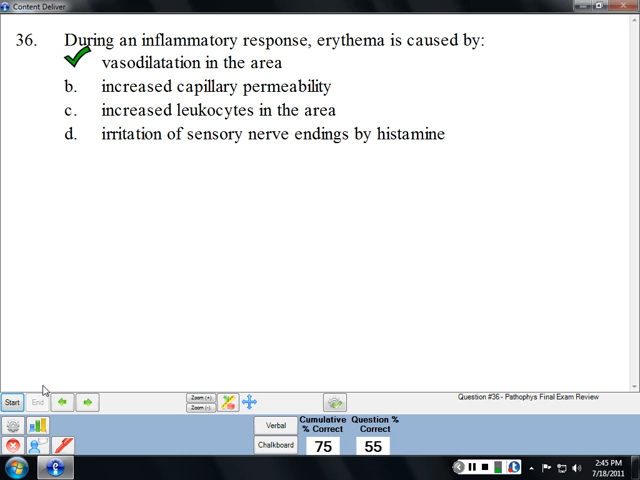 Content Deliver
36. During an inflammatory response, erythema is caused by:
vasodilatation in the area
b. increased capillary permeability
c. increased leukocytes in the area
d. irritation of sensory nerve endings by histamine
Start End Zoom (+) Zoom (-) Question #36 - Pathophys Final Exam Review
Verbal Cumulative % Correct Question % Correct
Chalkboard 75 55
2:45 PM
7/18/2011